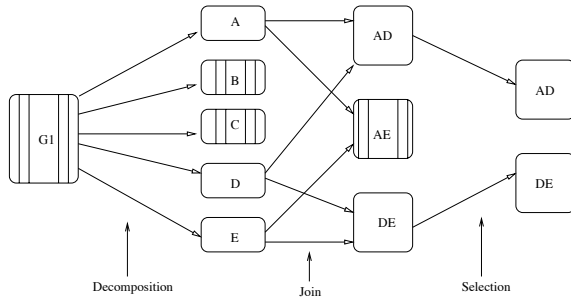 G1
A
B
C
D
E
AD
AE
DE
AD
DE
Decomposition
Join
Selection